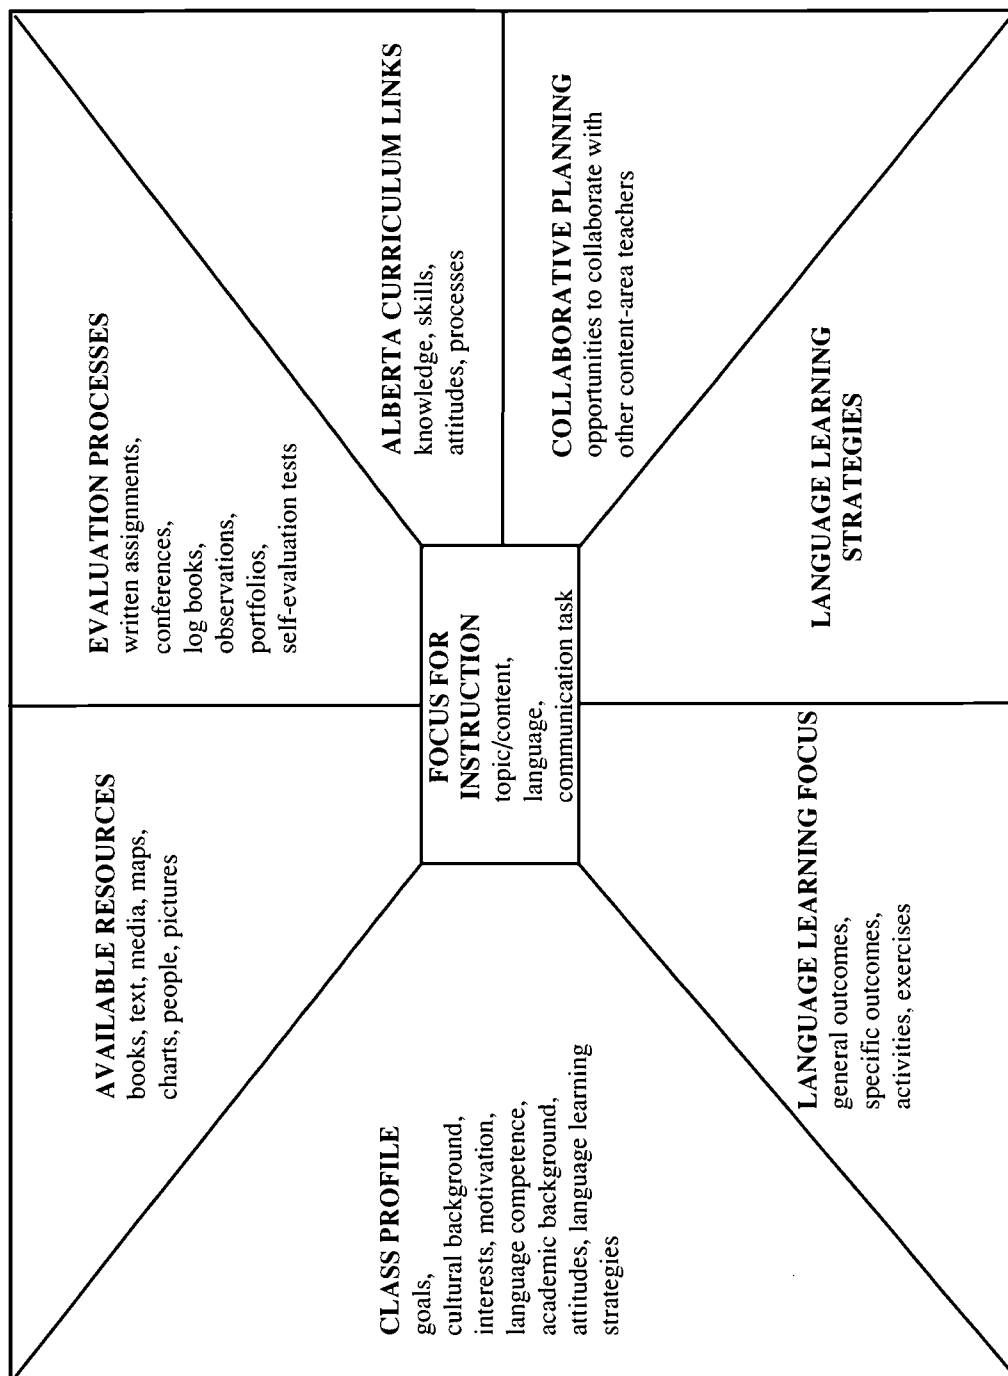 AVAILABLE RESOURCES
books, text, media, maps,
charts, people, pictures
EVALUATION PROCESSES
written assignments,
conferences,
log books,
observations,
portfolios,
self-evaluation tests
CLASS PROFILE
goals,
cultural background,
interests, motivation,
language competence,
academic background,
attitudes, language learning
strategies
FOCUS FOR
INSTRUCTION
topic/content,
language,
communication task
ALBERTA CURRICULUM LINKS
knowledge, skills,
attitudes, processes
COLLABORATIVE PLANNING
opportunities to collaborate with
other content-area teachers
LANGUAGE LEARNING FOCUS
general outcomes,
specific outcomes,
activities, exercises
LANGUAGE LEARNING
STRATEGIES